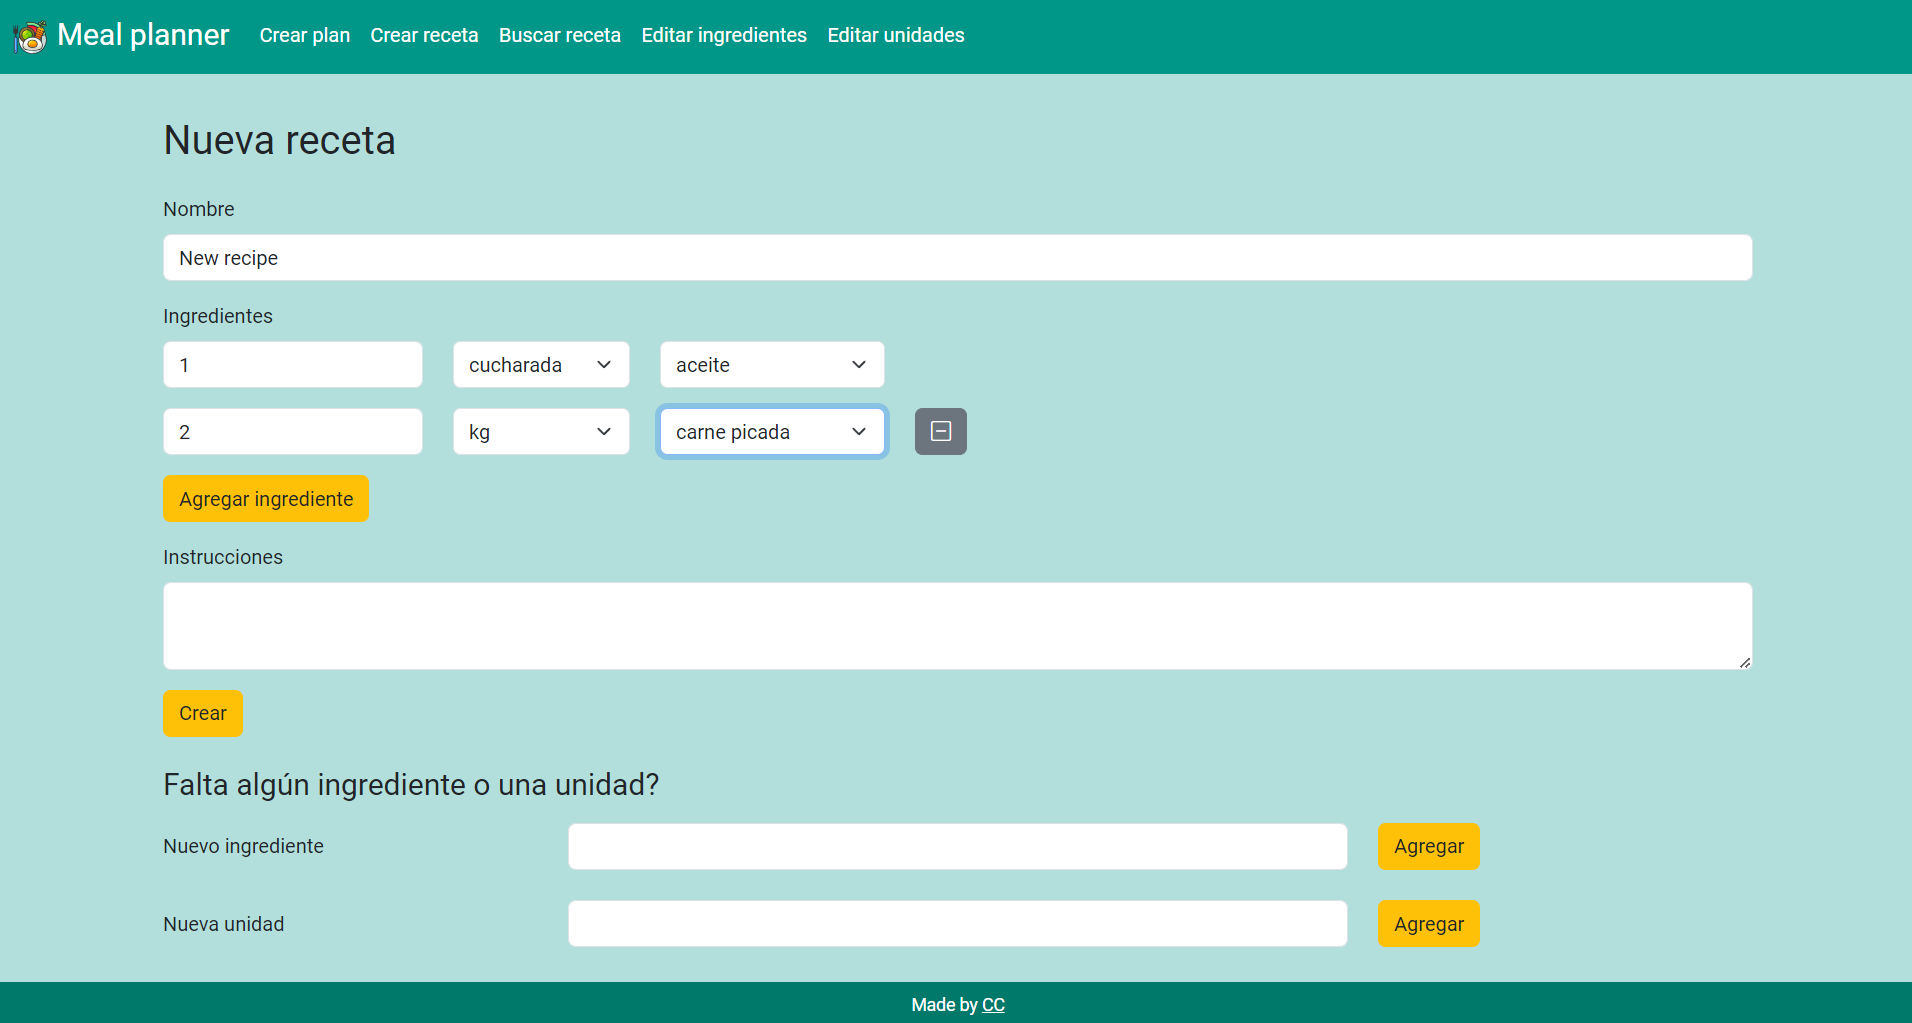 Meal planner Crear plan Crear receta Buscar receta Editar ingredientes Editar unidades
Nueva receta
Nombre
New recipe
Ingredientes
1 cucharada aceite
2 kg carne picada
Agregar ingrediente
Instrucciones
Crear
Falta algún ingrediente o una unidad?
Nuevo ingrediente Agregar
Nueva unidad Agregar
Made by CC